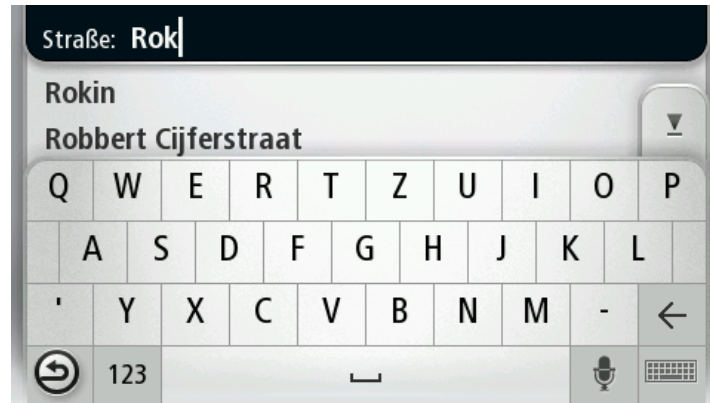 Straße: Rok
Rokin
Robbert Cijferstraat
Q W E R T Z U I O P
A S D F G H J K L
' Y X C V B N M -
123